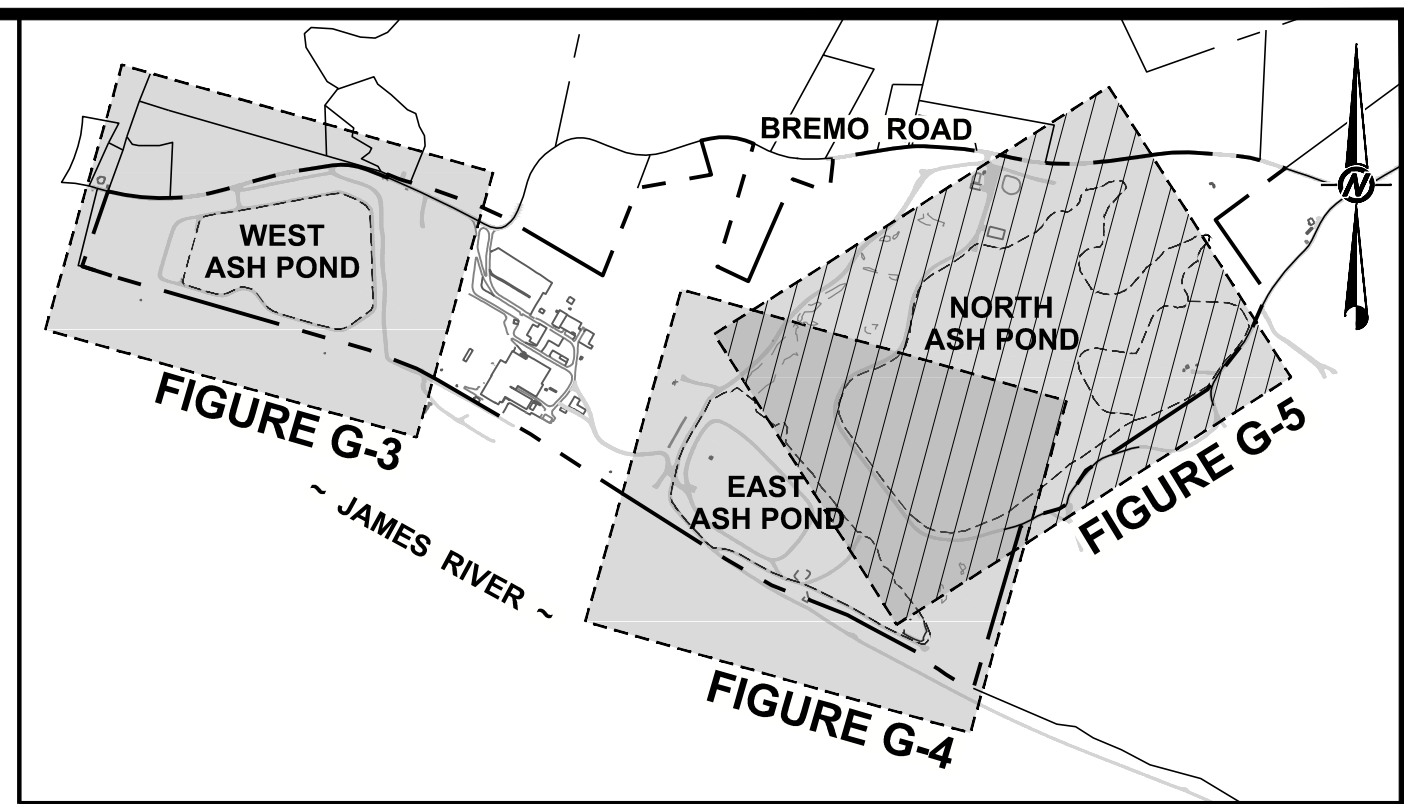 BREMO ROAD
N
WEST
ASH POND
NORTH
ASH POND
FIGURE G-3
FIGURE G-5
EAST
ASH POND
~ JAMES RIVER ~
FIGURE G-4